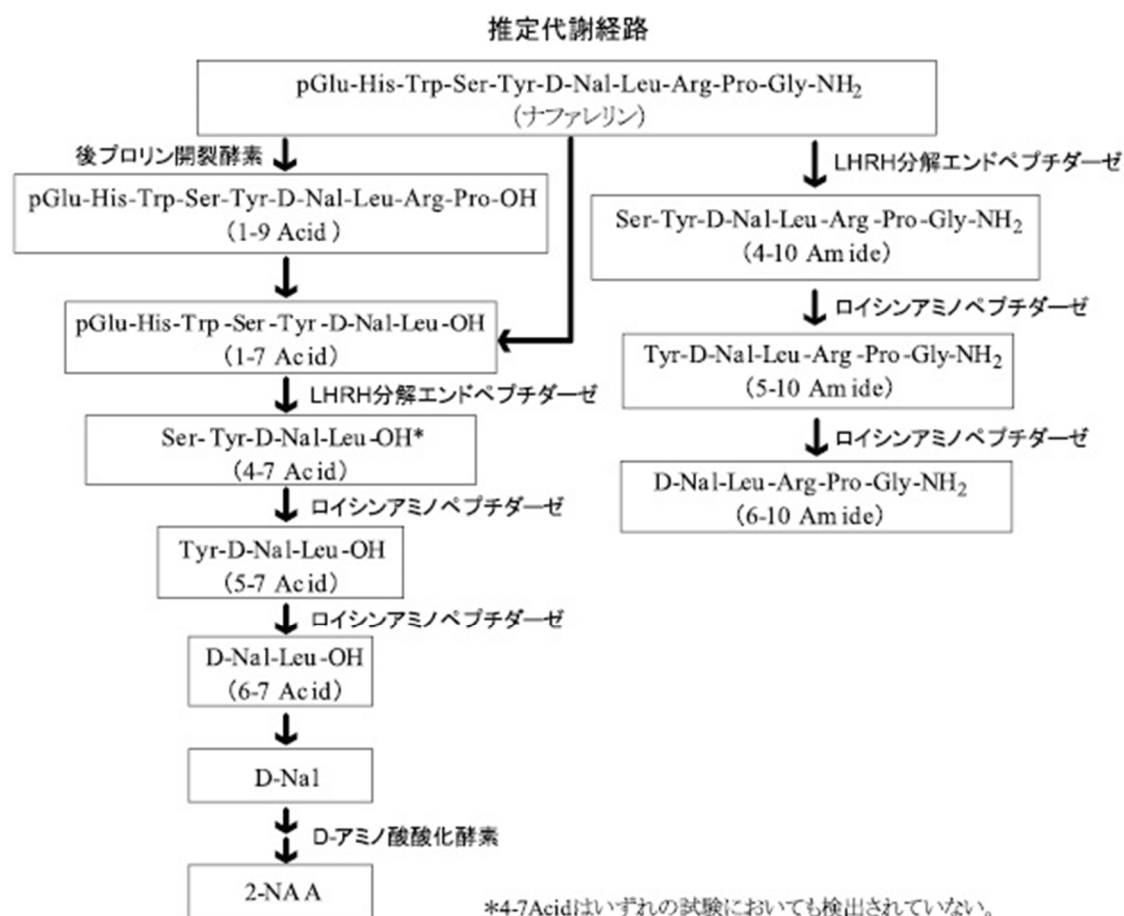 推定代謝経路
pGlu-His-Trp-Ser-Tyr-D-Nal-Leu-Arg-Pro-Gly-NH₂
(ナファレリン)
後プロリン開裂酵素
pGlu-His-Trp-Ser-Tyr-D-Nal-Leu-Arg-Pro-OH
(1-9 Acid)
pGlu-His-Trp-Ser-Tyr-D-Nal-Leu-OH
(1-7 Acid)
LHRH分解エンドペプチダーゼ
Ser-Tyr-D-Nal-Leu-OH*
(4-7 Acid)
ロイシンアミノペプチダーゼ
Tyr-D-Nal-Leu-OH
(5-7 Acid)
ロイシンアミノペプチダーゼ
D-Nal-Leu-OH
(6-7 Acid)
D-Nal
D-アミノ酸酸化酵素
2-NAA
LHRH分解エンドペプチダーゼ
Ser-Tyr-D-Nal-Leu-Arg-Pro-Gly-NH₂
(4-10 Amide)
ロイシンアミノペプチダーゼ
Tyr-D-Nal-Leu-Arg-Pro-Gly-NH₂
(5-10 Amide)
ロイシンアミノペプチダーゼ
D-Nal-Leu-Arg-Pro-Gly-NH₂
(6-10 Amide)
*4-7Acidはいずれの試験においても検出されていない。